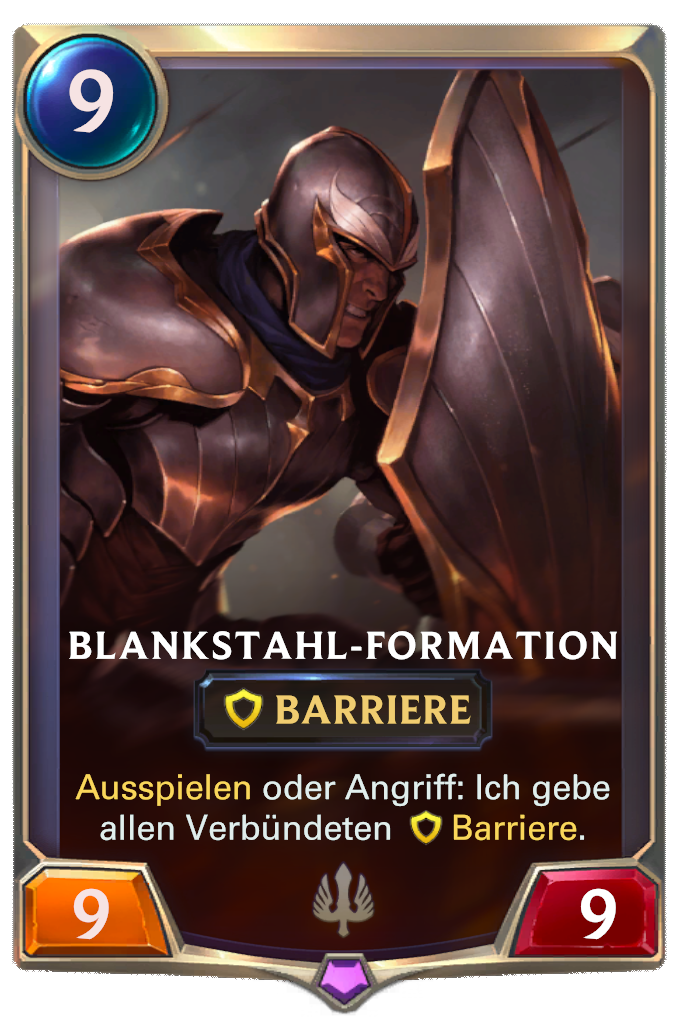 9
BLANKSTAHL-FORMATION
BARRIERE
Ausspielen oder Angriff: Ich gebe
allen Verbündeten Barriere.
9
9